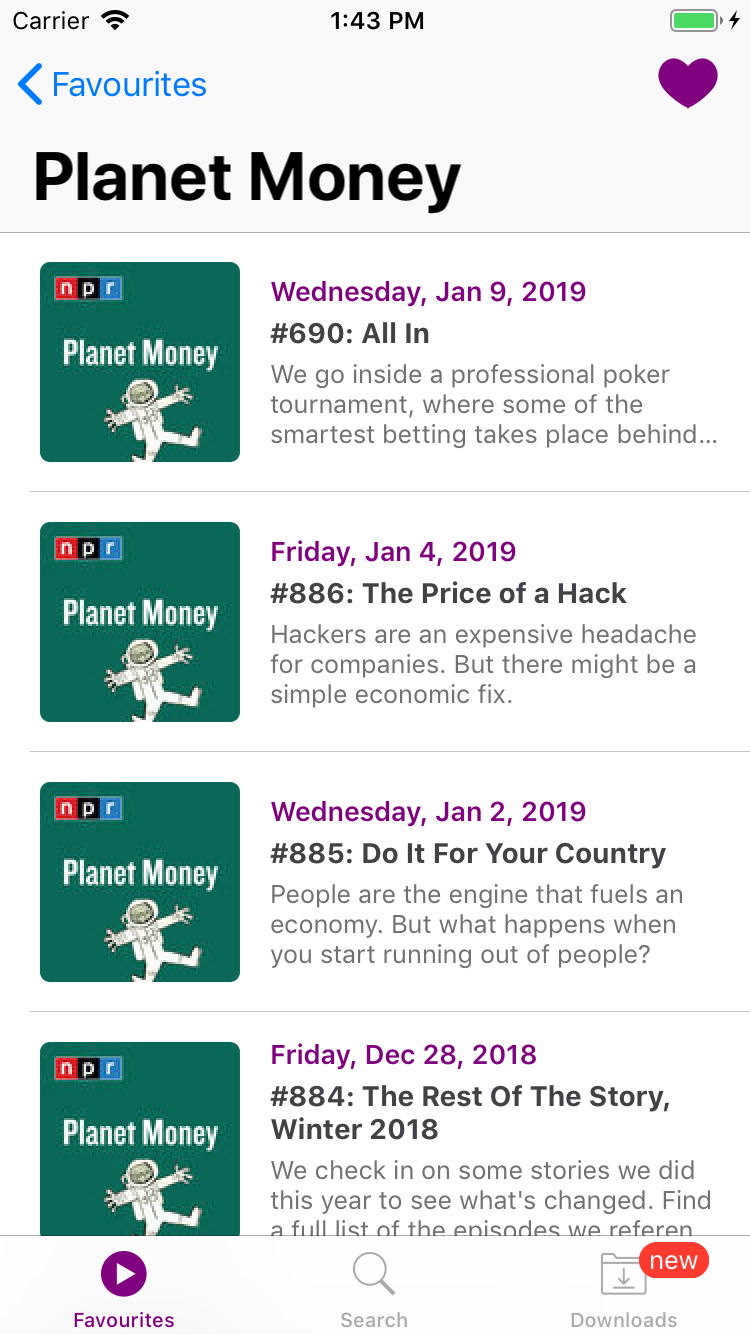 Carrier 1:43 PM
Favourites
Planet Money
npr
Planet Money
Wednesday, Jan 9, 2019
#690: All In
We go inside a professional poker
tournament, where some of the
smartest betting takes place behind...
npr
Planet Money
Friday, Jan 4, 2019
#886: The Price of a Hack
Hackers are an expensive headache
for companies. But there might be a
simple economic fix.
npr
Planet Money
Wednesday, Jan 2, 2019
#885: Do It For Your Country
People are the engine that fuels an
economy. But what happens when
you start running out of people?
npr
Planet Money
Friday, Dec 28, 2018
#884: The Rest Of The Story,
Winter 2018
We check in on some stories we did
this year to see what's changed. Find
a full list of the episodes we referen
new
Favourites Search Downloads